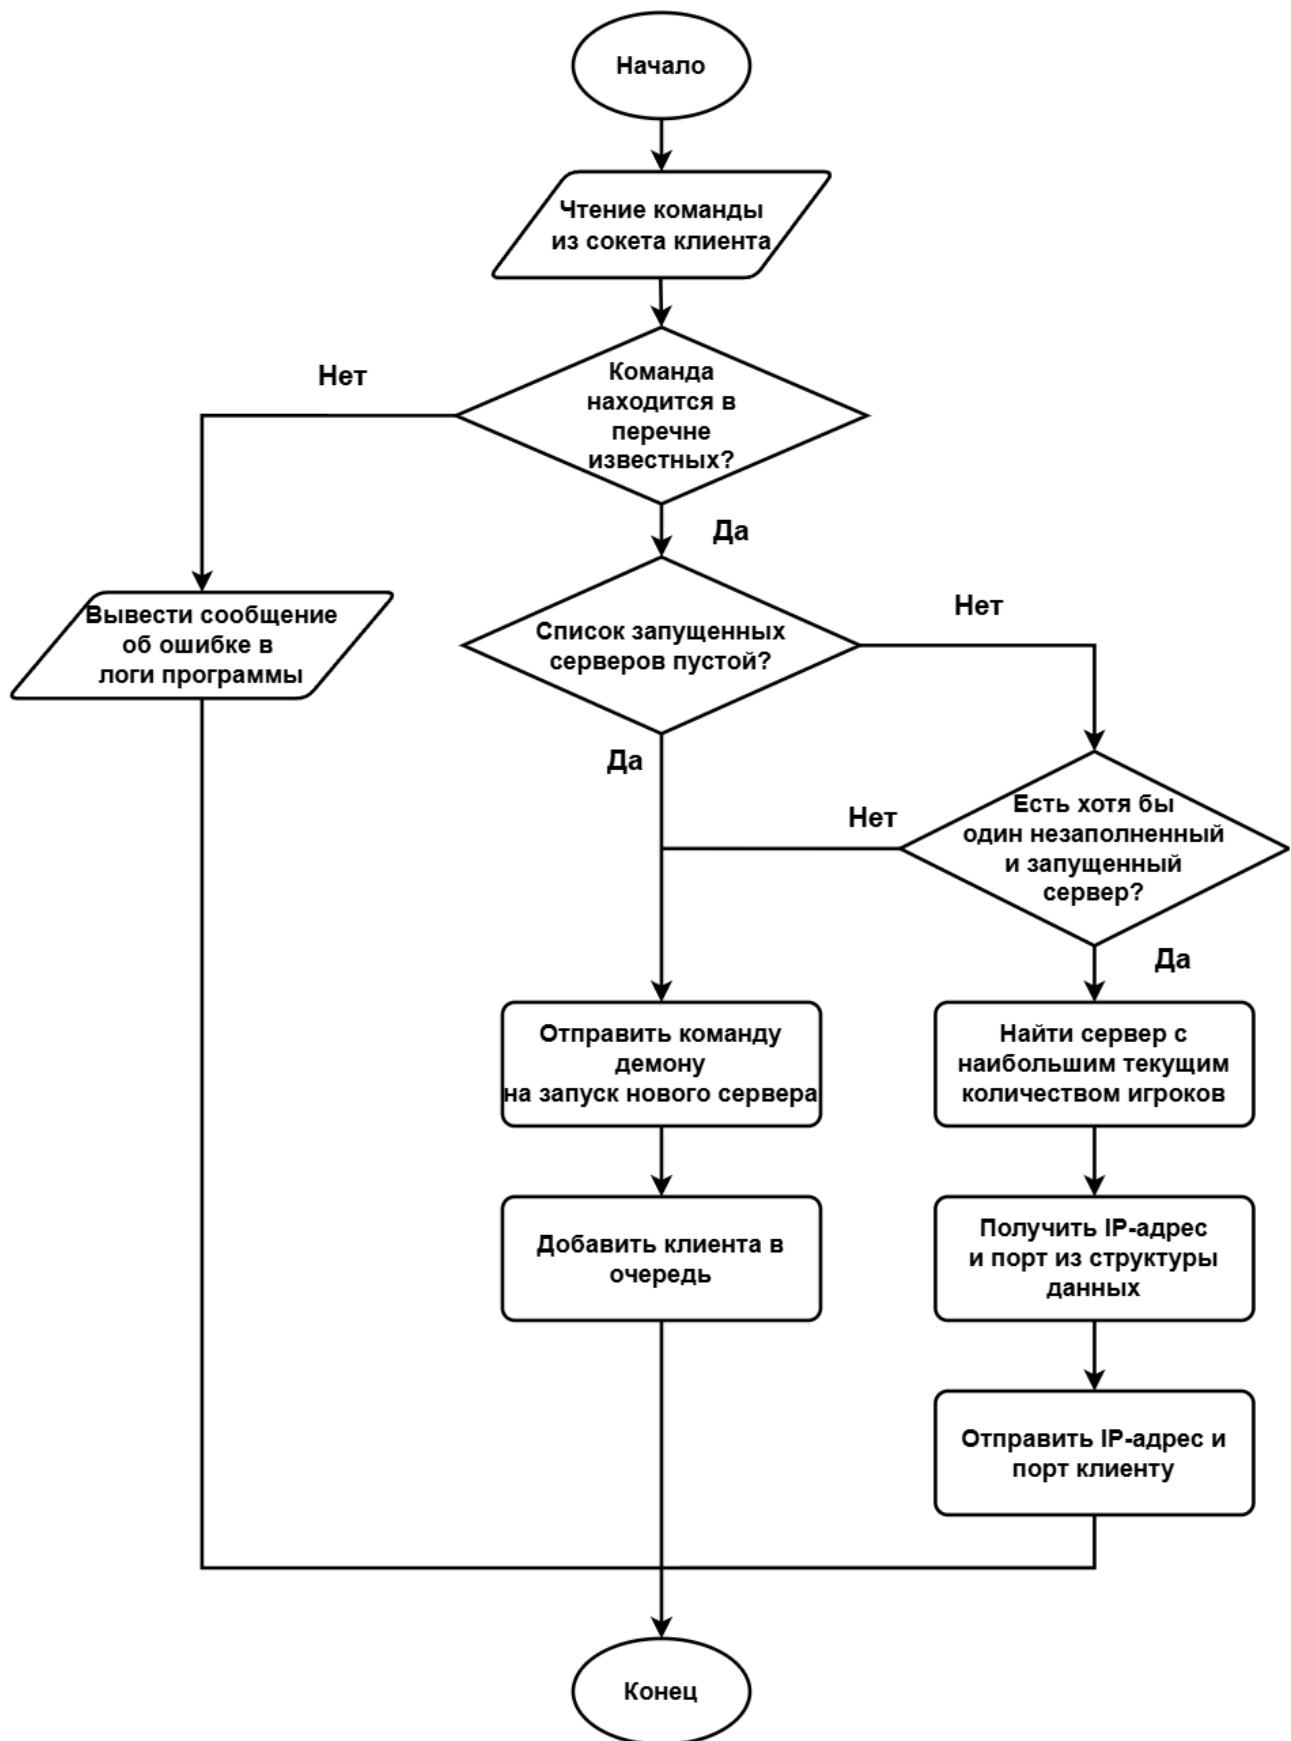 Начало
Чтение команды
из сокета клиента
Нет
Команда
находится в
перечне
известных?
Да
Вывести сообщение
об ошибке в
логи программы
Список запущенных
серверов пустой?
Нет
Да
Нет
Есть хотя бы
один незаполненный
и запущенный
сервер?
Да
Отправить команду
демону
на запуск нового сервера
Найти сервер с
наибольшим текущим
количеством игроков
Добавить клиента в
очередь
Получить IP-адрес
и порт из структуры
данных
Отправить IP-адрес и
порт клиенту
Конец